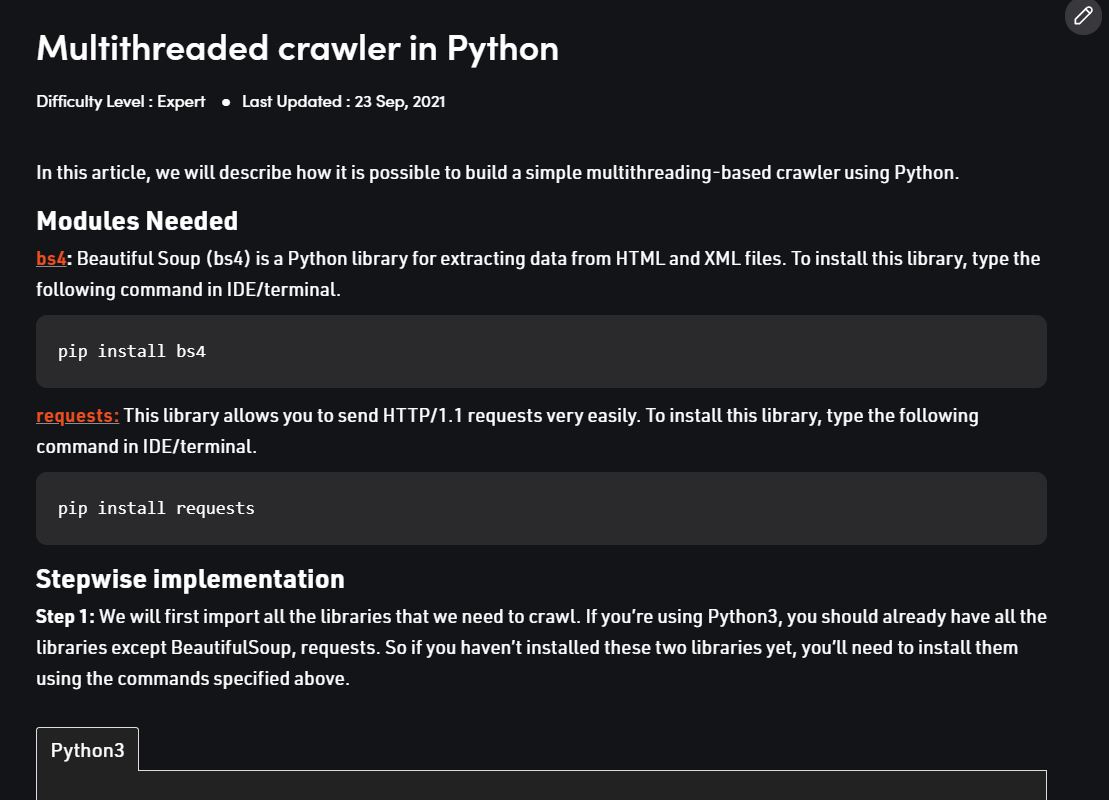 Multithreaded crawler in Python
Difficulty Level : Expert ● Last Updated : 23 Sep, 2021
In this article, we will describe how it is possible to build a simple multithreading-based crawler using Python.
Modules Needed
bs4: Beautiful Soup (bs4) is a Python library for extracting data from HTML and XML files. To install this library, type the
following command in IDE/terminal.
pip install bs4
requests: This library allows you to send HTTP/1.1 requests very easily. To install this library, type the following
command in IDE/terminal.
pip install requests
Stepwise implementation
Step 1: We will first import all the libraries that we need to crawl. If you’re using Python3, you should already have all the
libraries except BeautifulSoup, requests. So if you haven’t installed these two libraries yet, you’ll need to install them
using the commands specified above.
Python3